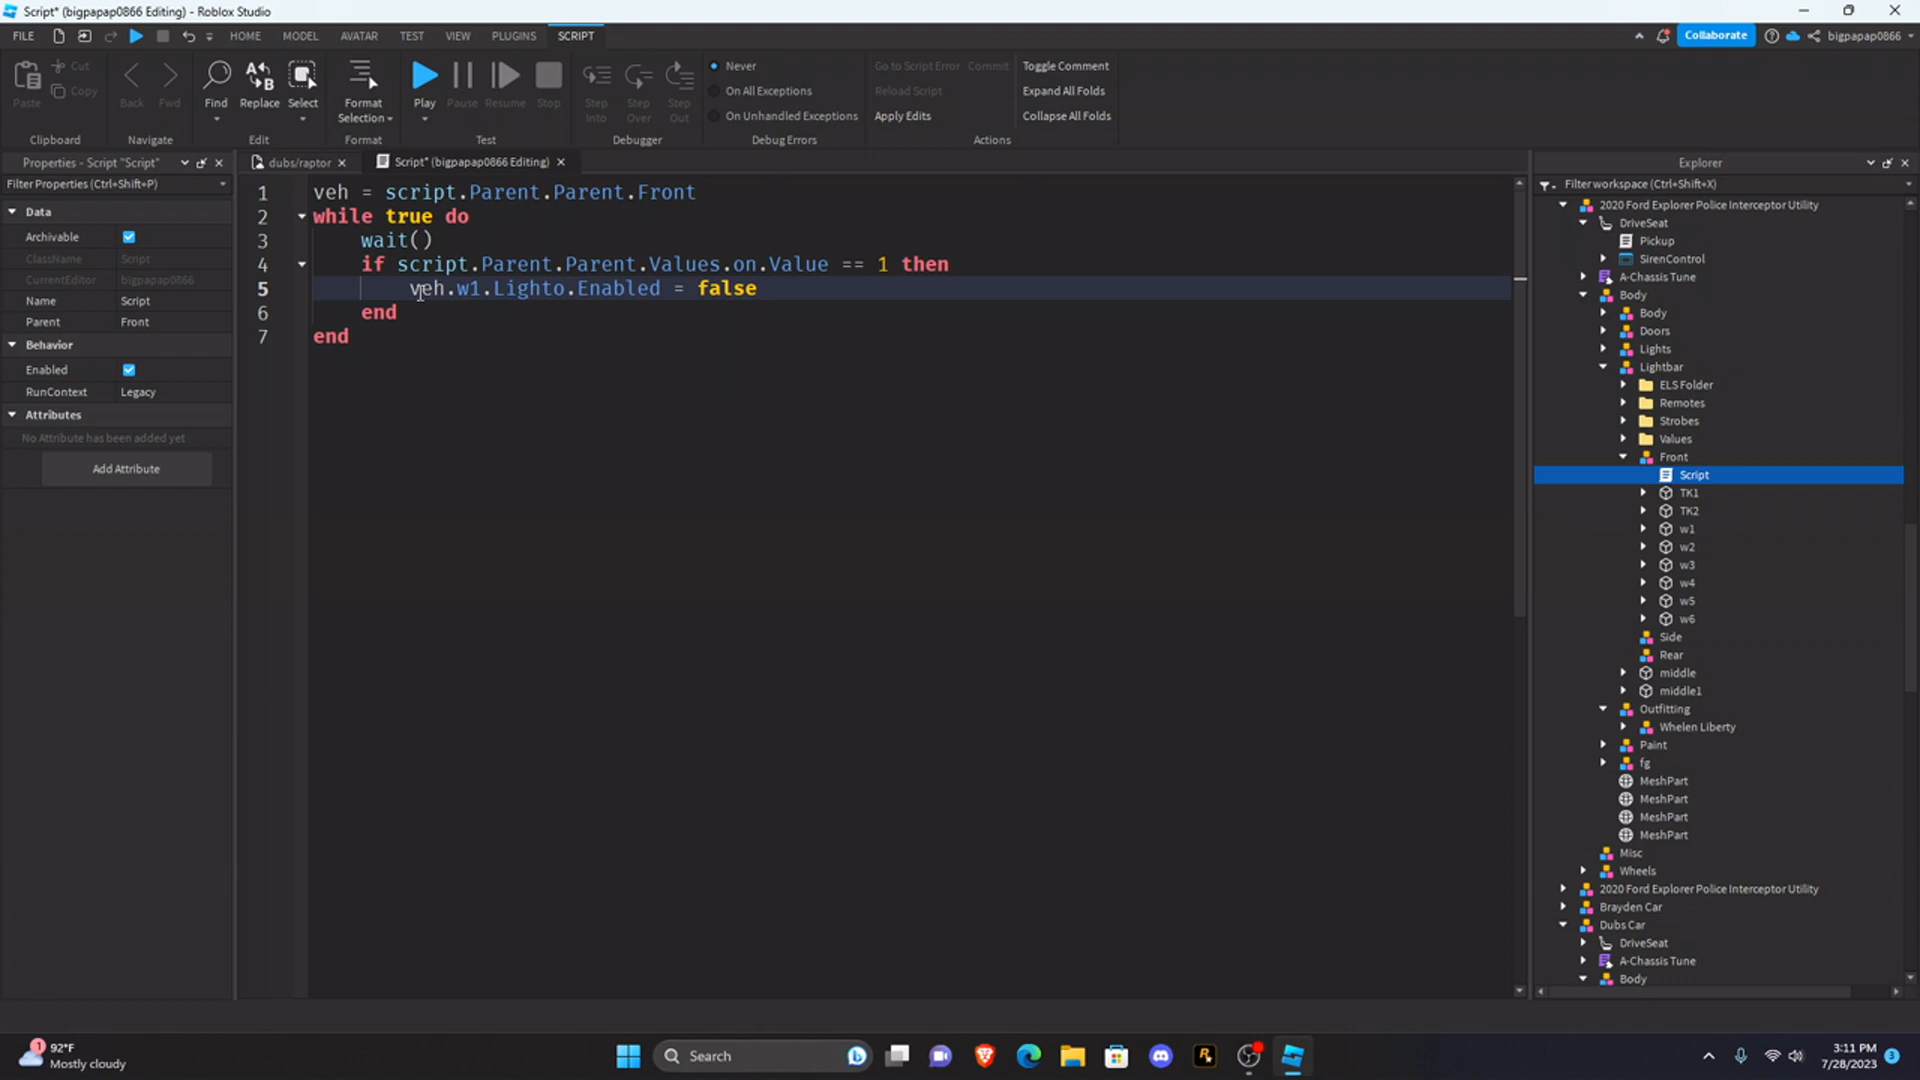 Script* (bigpapap0866 Editing) - Roblox Studio
FILE HOME MODEL AVATAR TEST VIEW PLUGINS SCRIPT Collaborate bigpapap0866
Paste Cut Copy Back Fwd Find Replace Select Format Selection Play Pause Resume Stop Step Into Step Over Step Out
Never Go to Script Error Commit Toggle Comment
On All Exceptions Reload Script Expand All Folds
On Unhandled Exceptions Apply Edits Collapse All Folds
Clipboard Navigate Edit Format Test Debugger Debug Errors Actions
Properties - Script "Script"
Filter Properties (Ctrl+Shift+P)
Data
Archivable
ClassName Script
CurrentEditor bigpapap0866
Name Script
Parent Front
Behavior
Enabled
RunContext Legacy
Attributes
No Attribute has been added yet
Add Attribute
dubs/raptor Script* (bigpapap0866 Editing)
1 veh = script.Parent.Parent.Front
2 while true do
3 wait()
4 if script.Parent.Parent.Values.on.Value == 1 then
5 veh.w1.Lighto.Enabled = false
6 end
7 end
Explorer
Filter workspace (Ctrl+Shift+X)
2020 Ford Explorer Police Interceptor Utility
DriveSeat
Pickup
SirenControl
A-Chassis Tune
Body
Body
Doors
Lights
Lightbar
ELS Folder
Remotes
Strobes
Values
Front
Script
TK1
TK2
w1
w2
w3
w4
w5
w6
Side
Rear
middle
middle1
Outfitting
Whelen Liberty
Paint
fg
MeshPart
MeshPart
MeshPart
MeshPart
Misc
Wheels
2020 Ford Explorer Police Interceptor Utility
Brayden Car
Dubs Car
DriveSeat
A-Chassis Tune
Body
1
92°F
Mostly cloudy
Search
3:11 PM
7/28/2023
3